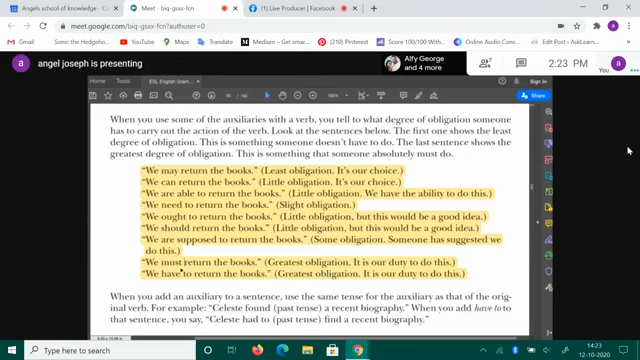 Angels school of knowledge
Meet - biq-gsxx-fcn
Live Producer | Facebook
meet.google.com/biq-gsxx-fcn?authuser=0
Sonic the Hedgeho...
Music
Gmail
YouTube
Translate
Instagram
Medium – Get smart...
(210) Pinterest
Score 100/100 With...
Online Audio Conver...
Test – AskLearn...
a angel joseph is presenting
Alfy George
and 4 more
7
2:23 PM
You
a
Home Tools
ESL English Gram...
Sign In
Share
When you use some of the auxiliaries with a verb, you tell to what degree of obligation someone
has to carry out the action of the verb. Look at the sentences below. The first one shows the least
degree of obligation. This is something someone doesn't have to do. The last sentence shows the
greatest degree of obligation. This is something that someone absolutely must do.
“We may return the books.” (Least obligation. It's our choice.)
“We can return the books.” (Little obligation. It's our choice.)
“We are able to return the books.” (Little obligation. We have the ability to do this.)
“We need to return the books.” (Slight obligation.)
“We ought to return the books.” (Little obligation, but this would be a good idea.)
“We should return the books.” (Little obligation, but this would be a good idea.)
“We are supposed to return the books.” (Some obligation. Someone has suggested we
do this.)
“We must return the books.” (Greatest obligation. It is our duty to do this.)
“We have to return the books.” (Greatest obligation. It is our duty to do this.)
When you add an auxiliary to a sentence, use the same tense for the auxiliary as that of the orig-
inal verb. For example: “Celeste found (past tense) a recent biography.” When you add have to to
that sentence, you say, “Celeste had to (past tense) find a recent biography.”
Type here to search
ENG
14:23
12-10-2020